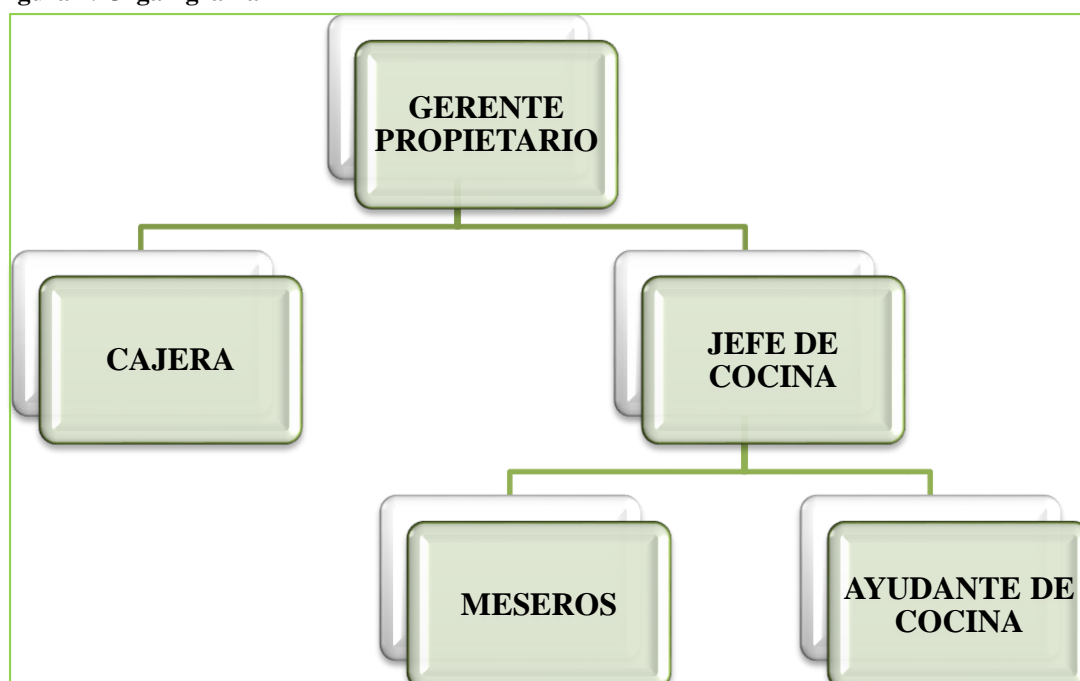 GERENTE
PROPIETARIO
CAJERA
JEFE DE
COCINA
MESEROS
AYUDANTE DE
COCINA